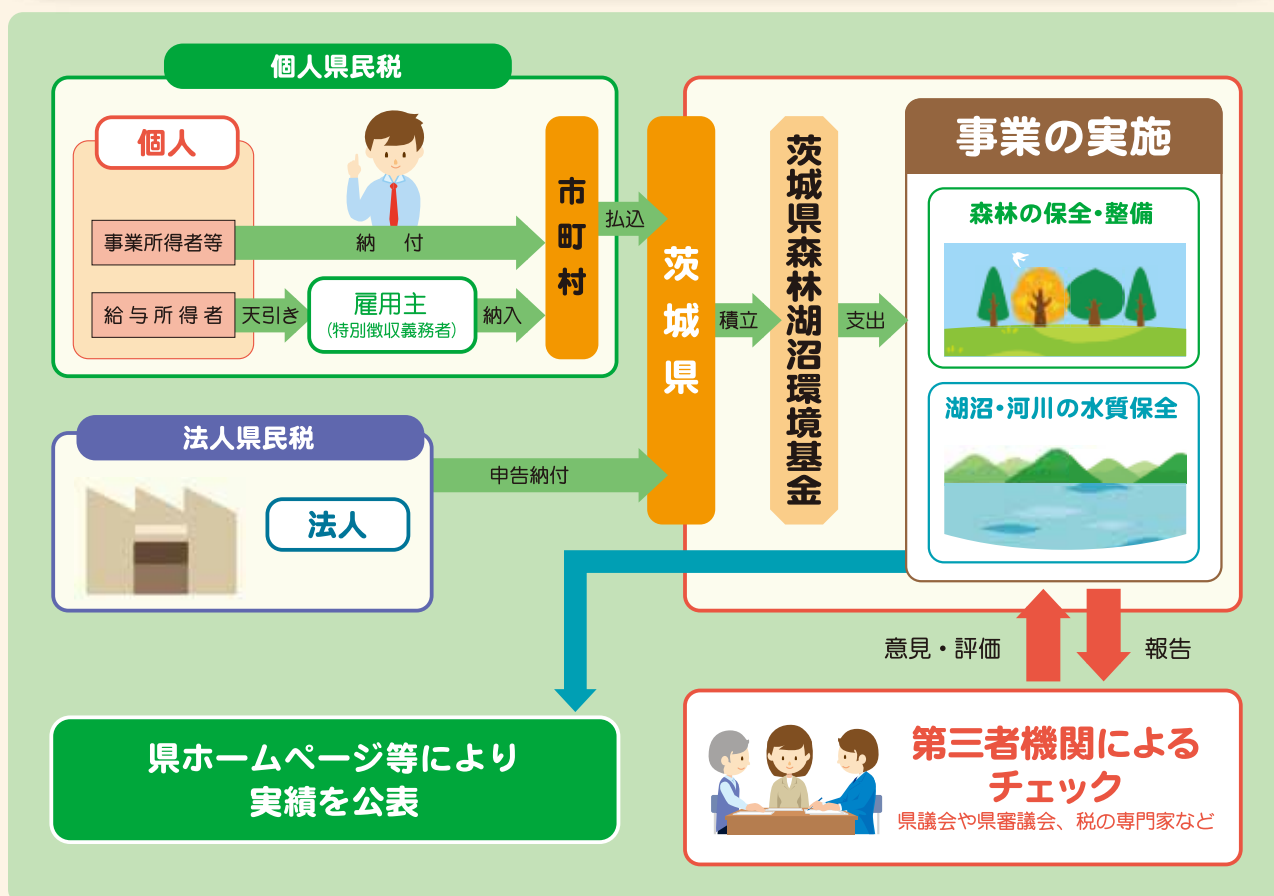 個人県民税
個人
事業所得者等
納付
給与所得者
天引き
雇用主
(特別徴収義務者)
納入
市町村
払込
法人県民税
法人
申告納付
茨城県
積立
茨城県森林湖沼環境基金
支出
事業の実施
森林の保全・整備
湖沼・河川の水質保全
意見・評価
報告
県ホームページ等により
実績を公表
第三者機関による
チェック
県議会や県審議会、税の専門家など